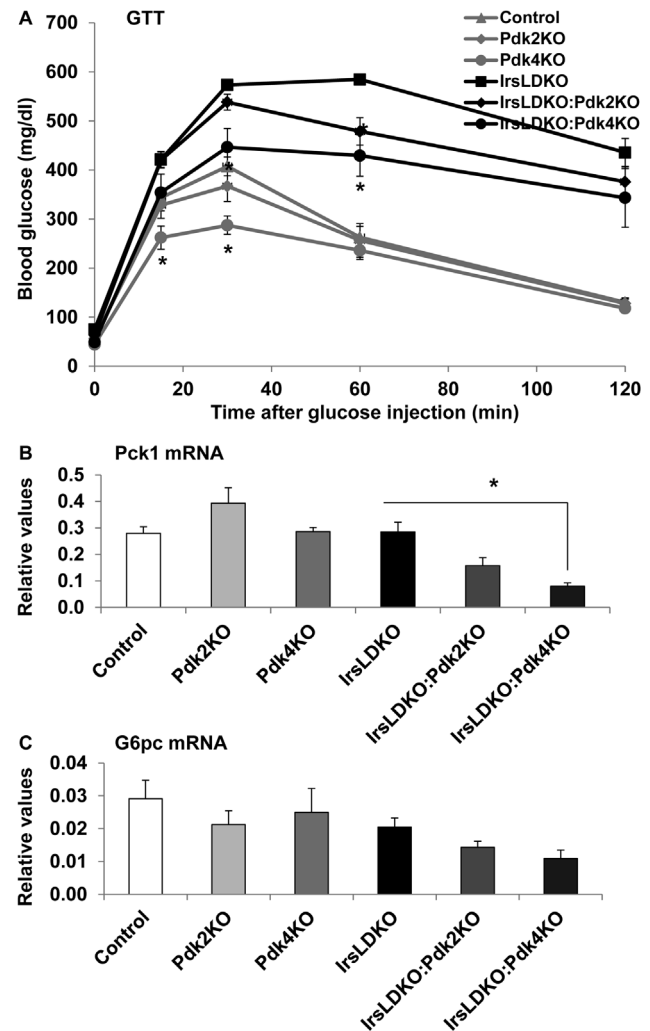 A GTT
Control
Pdk2KO
Pdk4KO
IrsLDKO
IrsLDKO:Pdk2KO
IrsLDKO:Pdk4KO
Blood glucose (mg/dl)
700
600
500
400
300
200
100
0
* * * *
*
0 20 40 60 80 100 120
Time after glucose injection (min)
B Pck1 mRNA
Relative values
0.5
0.4
0.3
0.2
0.1
0.0
*
Control
Pdk2KO
Pdk4KO
IrsLDKO
IrsLDKO:Pdk2KO
IrsLDKO:Pdk4KO
C G6pc mRNA
Relative values
0.04
0.03
0.02
0.01
0.00
Control
Pdk2KO
Pdk4KO
IrsLDKO
IrsLDKO:Pdk2KO
IrsLDKO:Pdk4KO